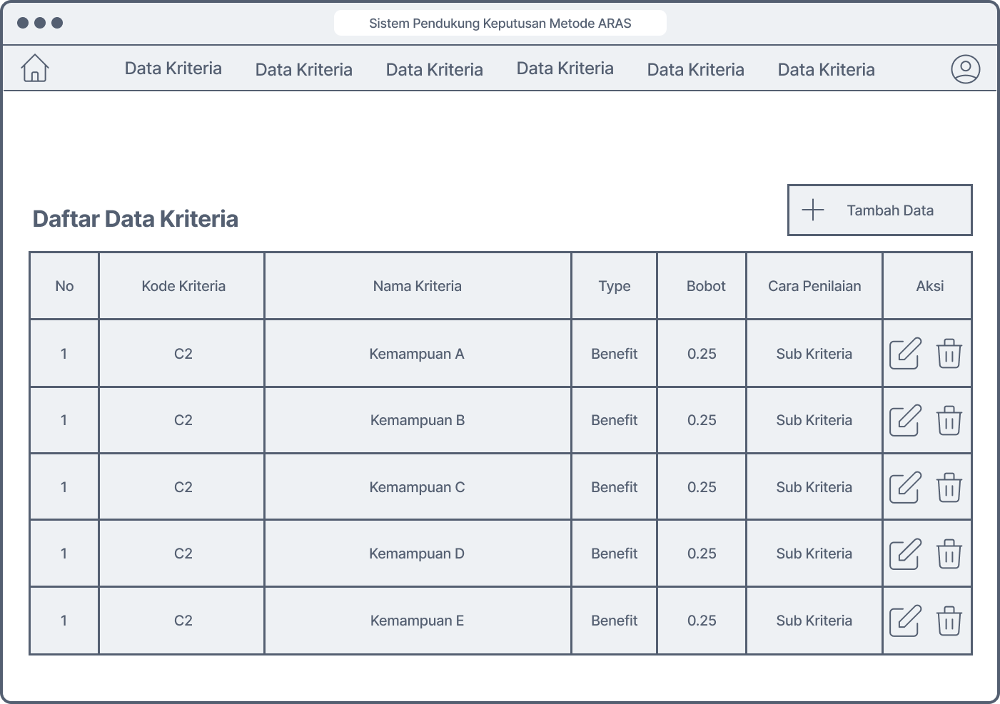 Sistem Pendukung Keputusan Metode ARAS
Data Kriteria Data Kriteria Data Kriteria Data Kriteria Data Kriteria Data Kriteria
Tambah Data
Daftar Data Kriteria
No Kode Kriteria Nama Kriteria Type Bobot Cara Penilaian Aksi
1 C2 Kemampuan A Benefit 0.25 Sub Kriteria
1 C2 Kemampuan B Benefit 0.25 Sub Kriteria
1 C2 Kemampuan C Benefit 0.25 Sub Kriteria
1 C2 Kemampuan D Benefit 0.25 Sub Kriteria
1 C2 Kemampuan E Benefit 0.25 Sub Kriteria